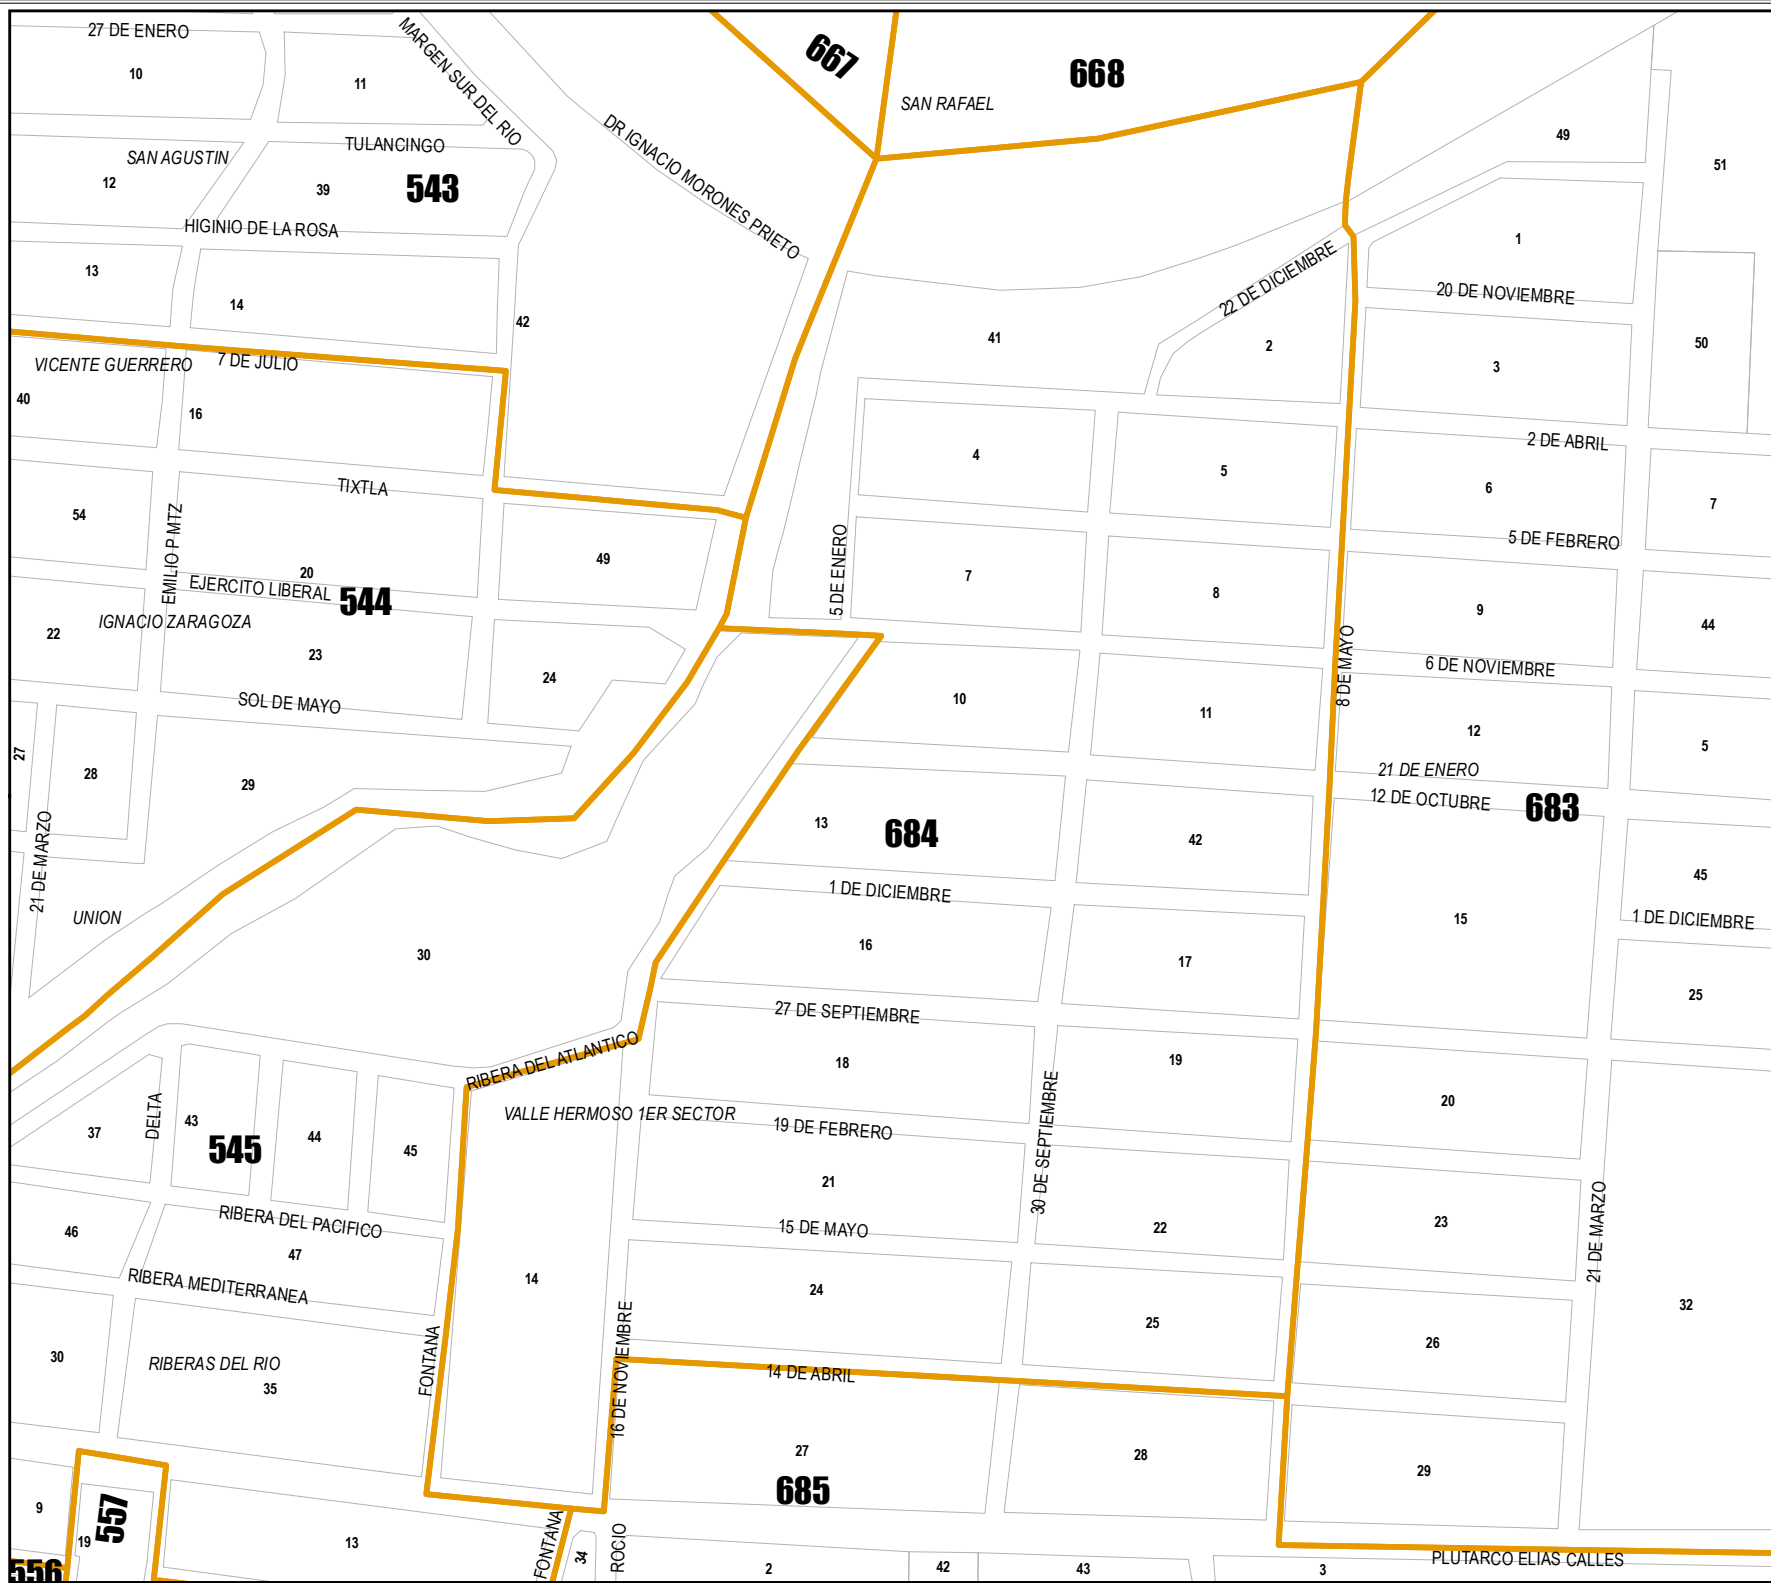 27 DE ENERO
10
11
MARGEN SUR DEL RIO
667
668
SAN RAFAEL
49
51
TULANCINGO
DR IGNACIO MORONES PRIETO
SAN AGUSTIN
12
39
543
HIGINIO DE LA ROSA
1
13
14
42
22 DE DICIEMBRE
20 DE NOVIEMBRE
41
2
3
50
VICENTE GUERRERO
7 DE JULIO
40
16
4
5
2 DE ABRIL
6
7
TIXTLA
54
EMILIO P MTZ
49
5 DE ENERO
5 DE FEBRERO
20
EJERCITO LIBERAL
544
7
8
9
44
IGNACIO ZARAGOZA
22
23
24
8 DE MAYO
6 DE NOVIEMBRE
SOL DE MAYO
10
11
12
5
27
28
29
21 DE ENERO
12 DE OCTUBRE
683
13
684
42
21 DE MARZO
45
1 DE DICIEMBRE
UNION
15
1 DE DICIEMBRE
30
16
17
25
27 DE SEPTIEMBRE
RIBERA DEL ATLANTICO
18
19
30 DE SEPTIEMBRE
20
DELTA
37
43
545
44
45
VALLE HERMOSO 1ER SECTOR
19 DE FEBRERO
21
46
RIBERA DEL PACIFICO
15 DE MAYO
22
23
21 DE MARZO
47
RIBERA MEDITERRANEA
14
24
25
32
30
RIBERAS DEL RIO
35
FONTANA
16 DE NOVIEMBRE
26
14 DE ABRIL
27
28
29
685
9
557
19
13
FONTANA
34
ROCIO
2
42
43
3
PLUTARCO ELIAS CALLES
556